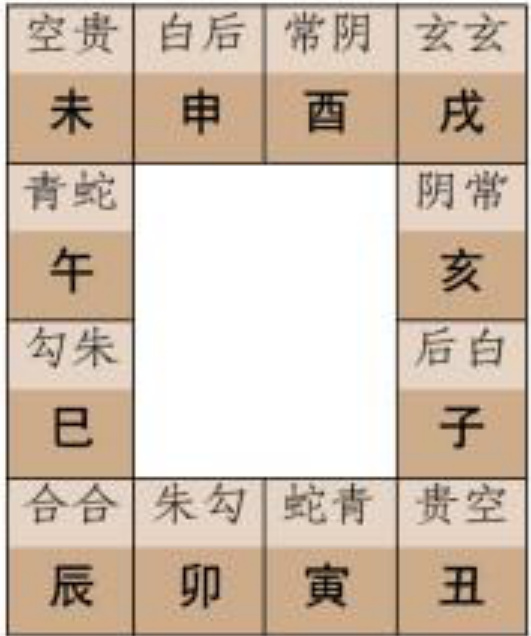 空贵 白后 常阴 玄玄
未 申 酉 戌
青蛇 阴常
午 亥
勾朱 后白
巳 子
合合 朱勾 蛇青 贵空
辰 卯 寅 丑